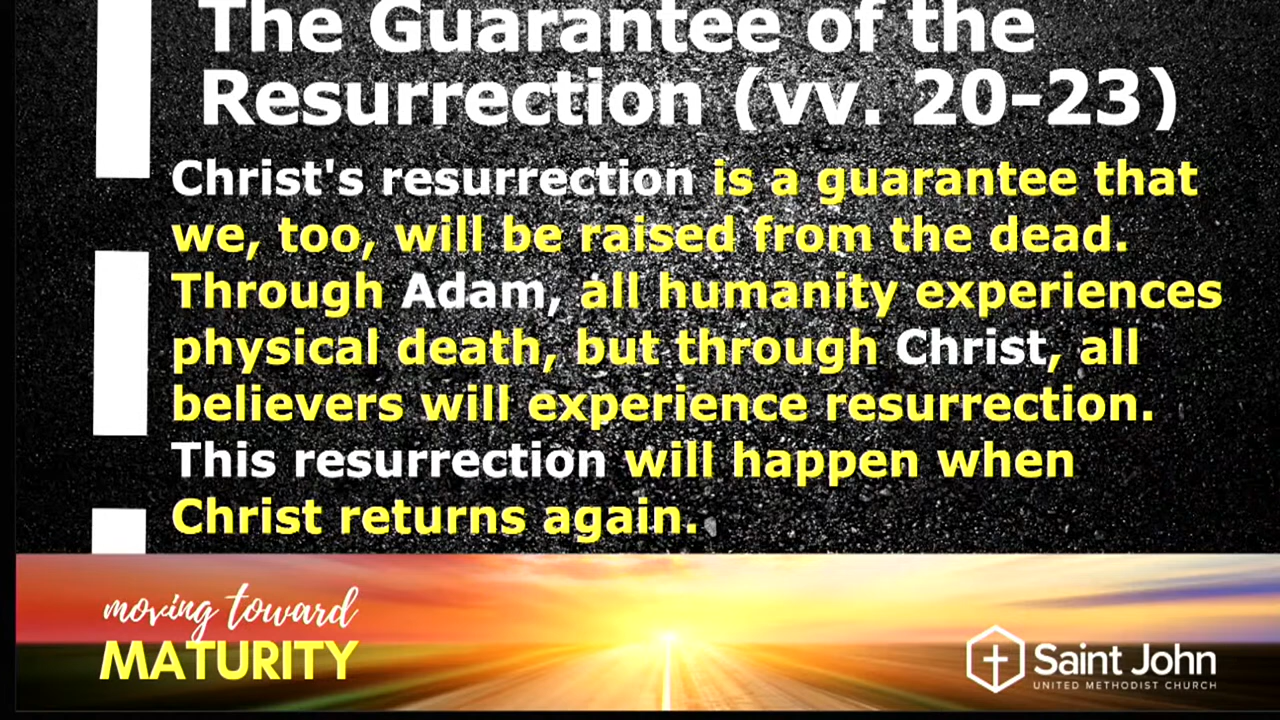 The Guarantee of the
Resurrection (vv. 20-23)
Christ's resurrection is a guarantee that
we, too, will be raised from the dead.
Through Adam, all humanity experiences
physical death, but through Christ, all
believers will experience resurrection.
This resurrection will happen when
Christ returns again.
moving toward
MATURITY
Saint John
UNITED METHODIST CHURCH